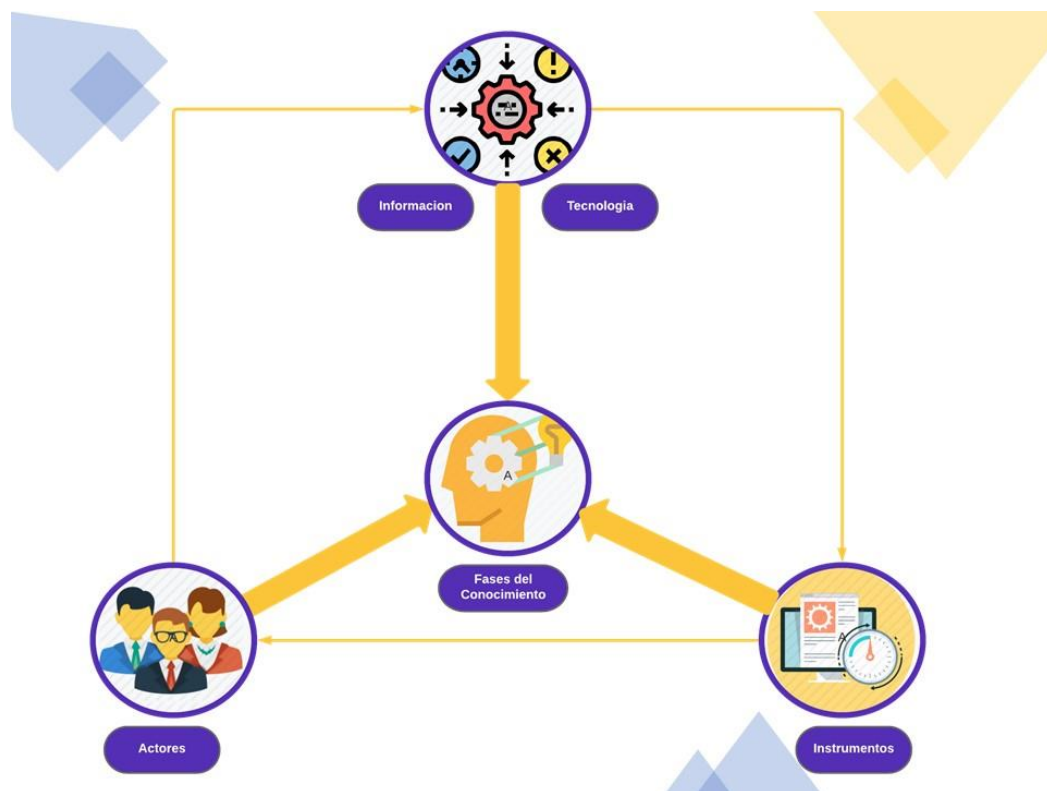 Informacion
Tecnologia
A
Fases del
Conocimiento
Actores
Instrumentos
A